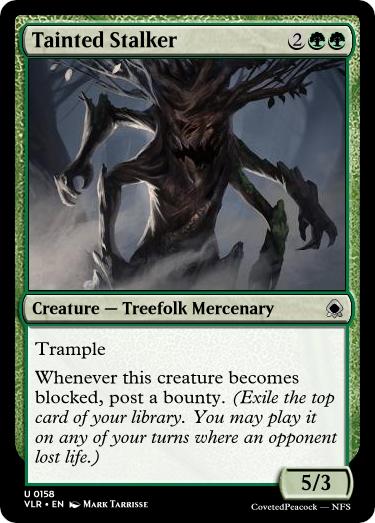 Tainted Stalker 2
Creature — Treefolk Mercenary
Trample
Whenever this creature becomes
blocked, post a bounty. (Exile the top
card of your library. You may play it
on any of your turns where an opponent
lost life.)
5/3
U 0158
VLR • EN Mark Tarrisse
CovetedPeacock — NFS